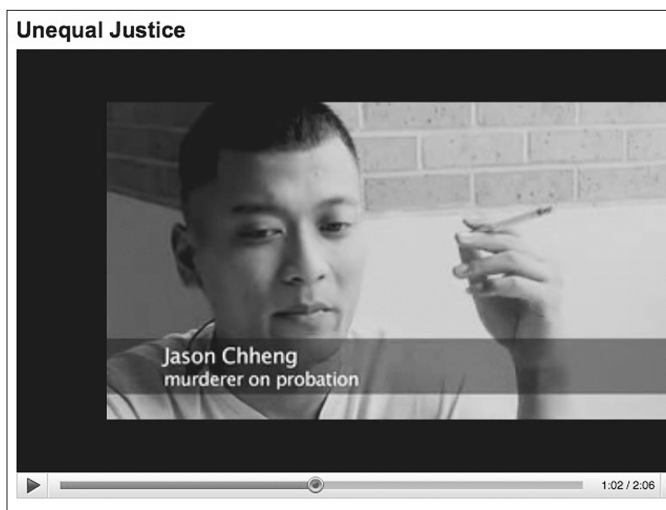 Unequal Justice
Jason Chheng
murderer on probation
1:02 / 2:06